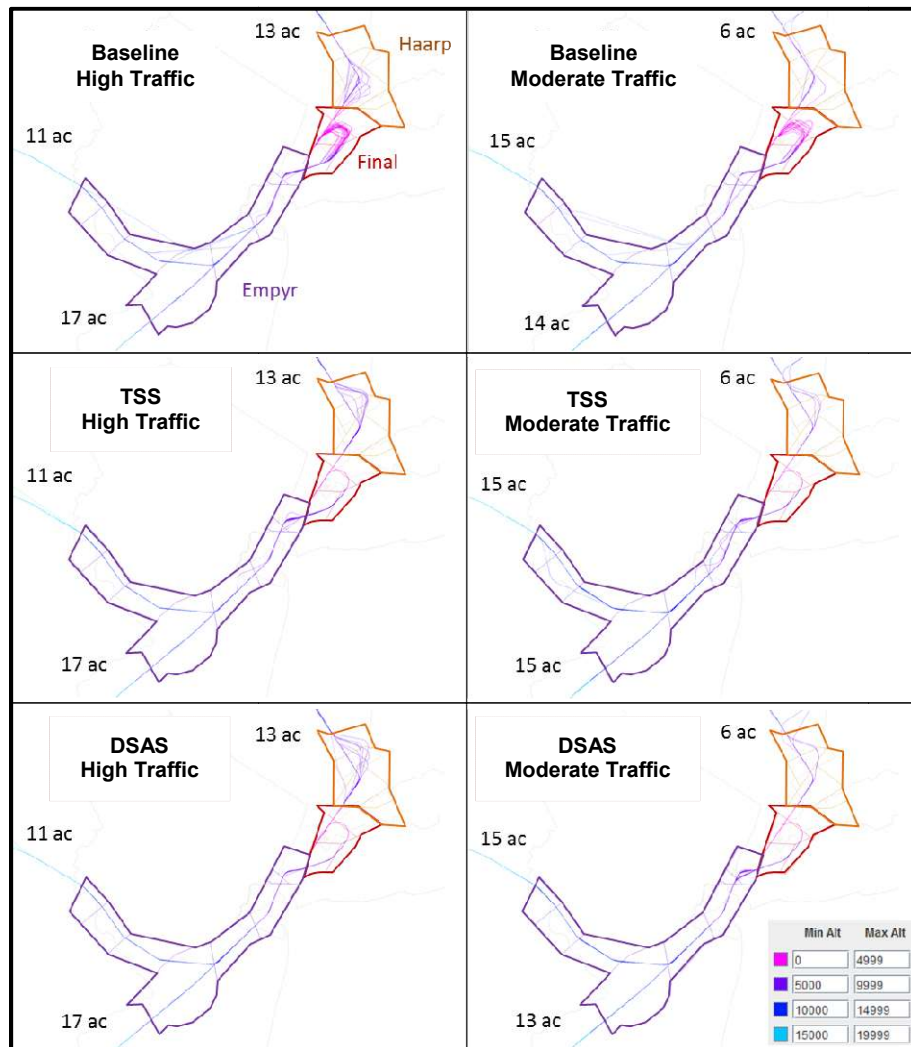 13 ac
Haarp
Baseline
High Traffic
11 ac
Final
Empyr
17 ac
6 ac
Baseline
Moderate Traffic
15 ac
14 ac
13 ac
TSS
High Traffic
11 ac
17 ac
6 ac
TSS
Moderate Traffic
15 ac
15 ac
13 ac
DSAS
High Traffic
11 ac
17 ac
6 ac
DSAS
Moderate Traffic
15 ac
13 ac
Min Alt Max Alt
0 4999
5000 9999
10000 14999
15000 19999